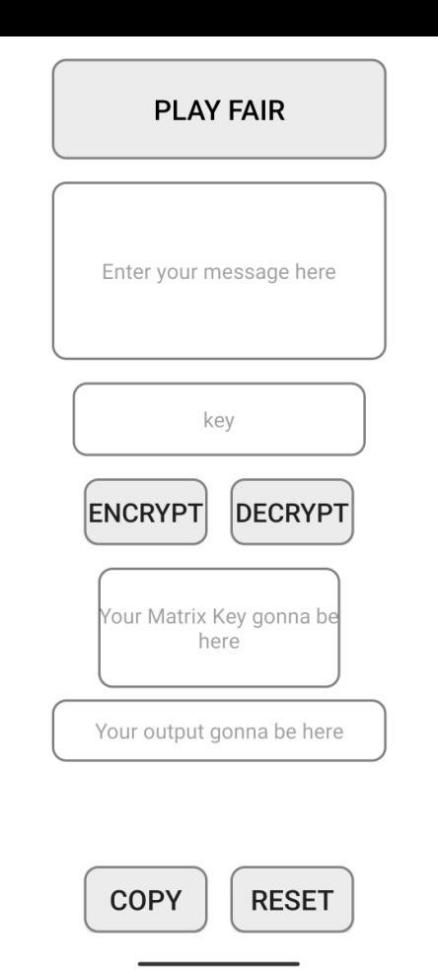 PLAY FAIR
Enter your message here
key
ENCRYPT
DECRYPT
Your Matrix Key gonna be
here
Your output gonna be here
COPY
RESET